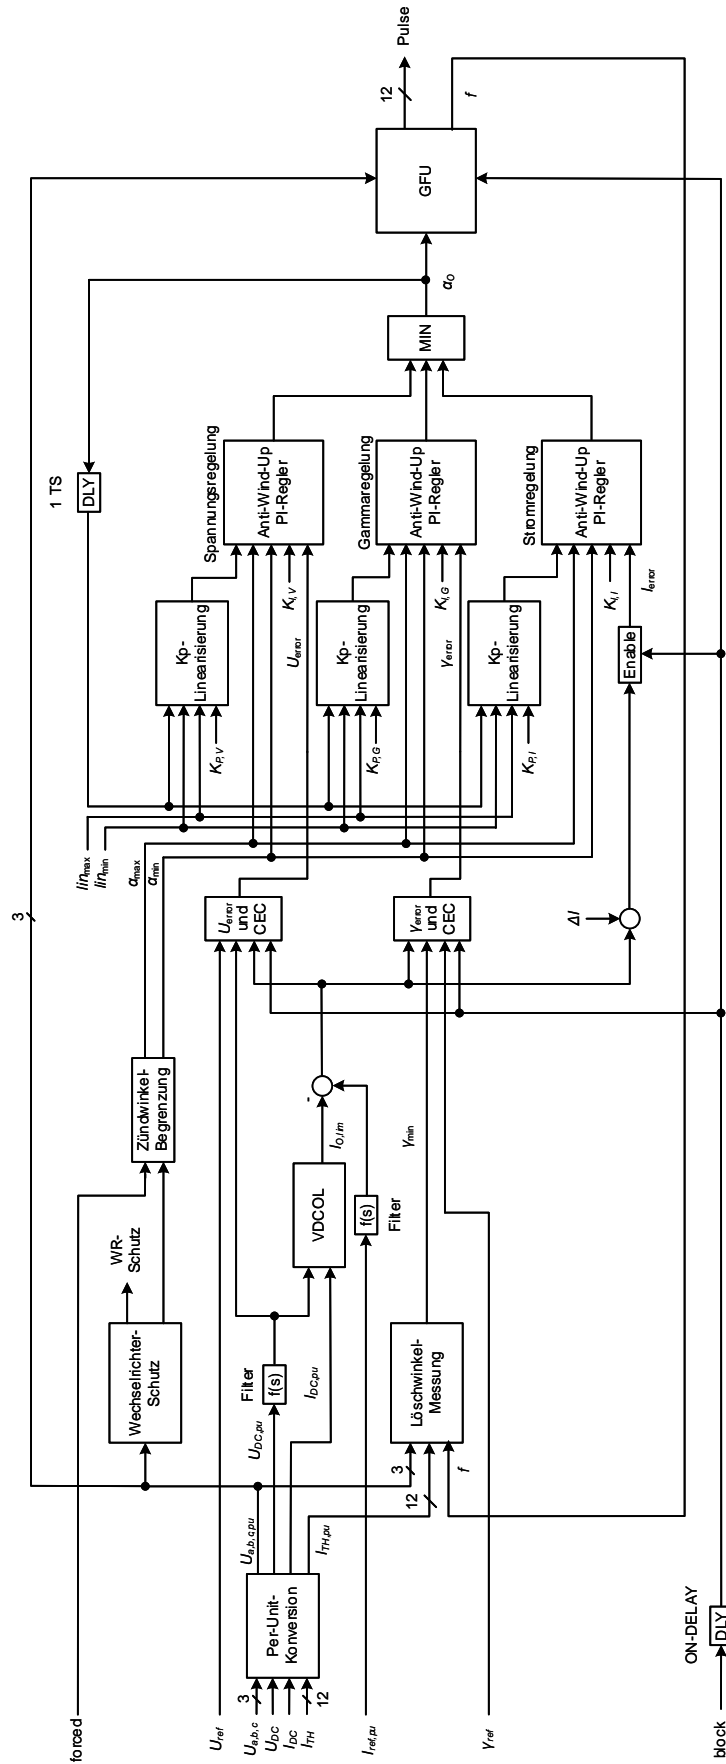 forced
U_ref
3
U_a,b,c
U_DC
I_DC
I_TH
12
I_ref,pu
γ_ref
block
ON-DELAY
DLY
Per-Unit-
Konversion
U_a,b,c,pu
U_DC,pu
I_DC,pu
I_TH,pu
Wechselrichter-
Schutz
WR-
Schutz
Filter
f(s)
3
12
f
Löschwinkel-
Messung
Zündwinkel-
Begrenzung
VDCOL
f(s)
Filter
I_O,lim
-
γ_min
3
U_error
und
CEC
γ_error
und
CEC
ΔI
lin_max
lin_min
α_max
α_min
K_P,V
K_P,G
K_P,I
Kp-
Linearisierung
Kp-
Linearisierung
Kp-
Linearisierung
Enable
U_error
γ_error
I_error
K_I,V
K_I,G
K_I,I
1 TS
DLY
Spannungsregelung
Anti-Wind-Up
PI-Regler
Gammaregelung
Anti-Wind-Up
PI-Regler
Stromregelung
Anti-Wind-Up
PI-Regler
MIN
α_O
GFU
12
Pulse
f